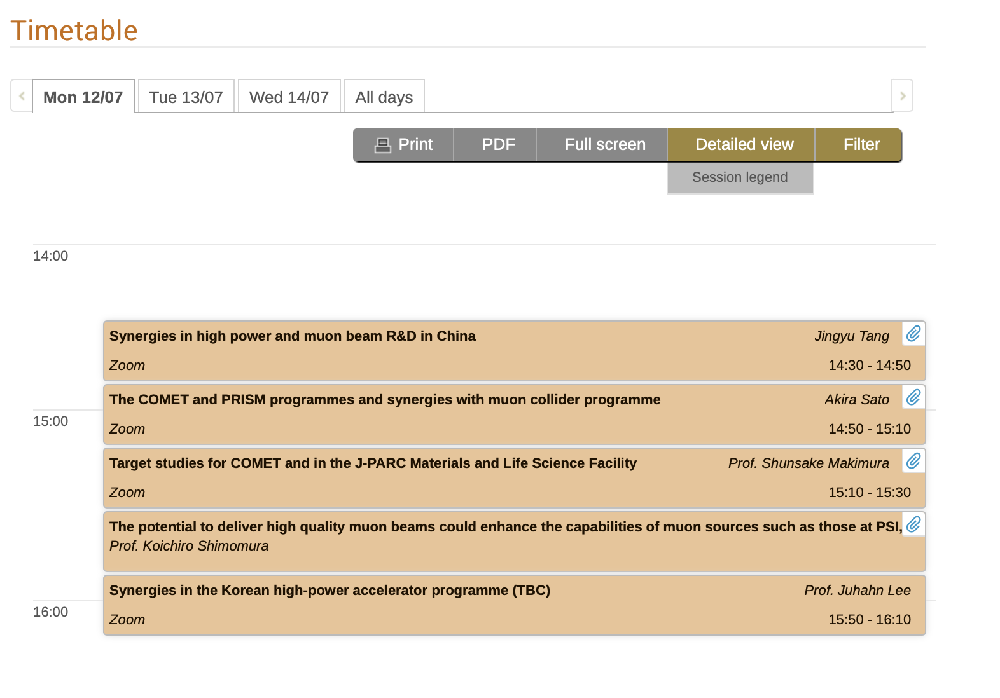 Timetable
Mon 12/07
Tue 13/07
Wed 14/07
All days
Print
PDF
Full screen
Detailed view
Filter
Session legend
14:00
Synergies in high power and muon beam R&D in China
Jingyu Tang
Zoom
14:30 - 14:50
The COMET and PRISM programmes and synergies with muon collider programme
Akira Sato
15:00
Zoom
14:50 - 15:10
Target studies for COMET and in the J-PARC Materials and Life Science Facility
Prof. Shunsake Makimura
Zoom
15:10 - 15:30
The potential to deliver high quality muon beams could enhance the capabilities of muon sources such as those at PSI,
Prof. Koichiro Shimomura
Synergies in the Korean high-power accelerator programme (TBC)
Prof. Juhahn Lee
16:00
Zoom
15:50 - 16:10